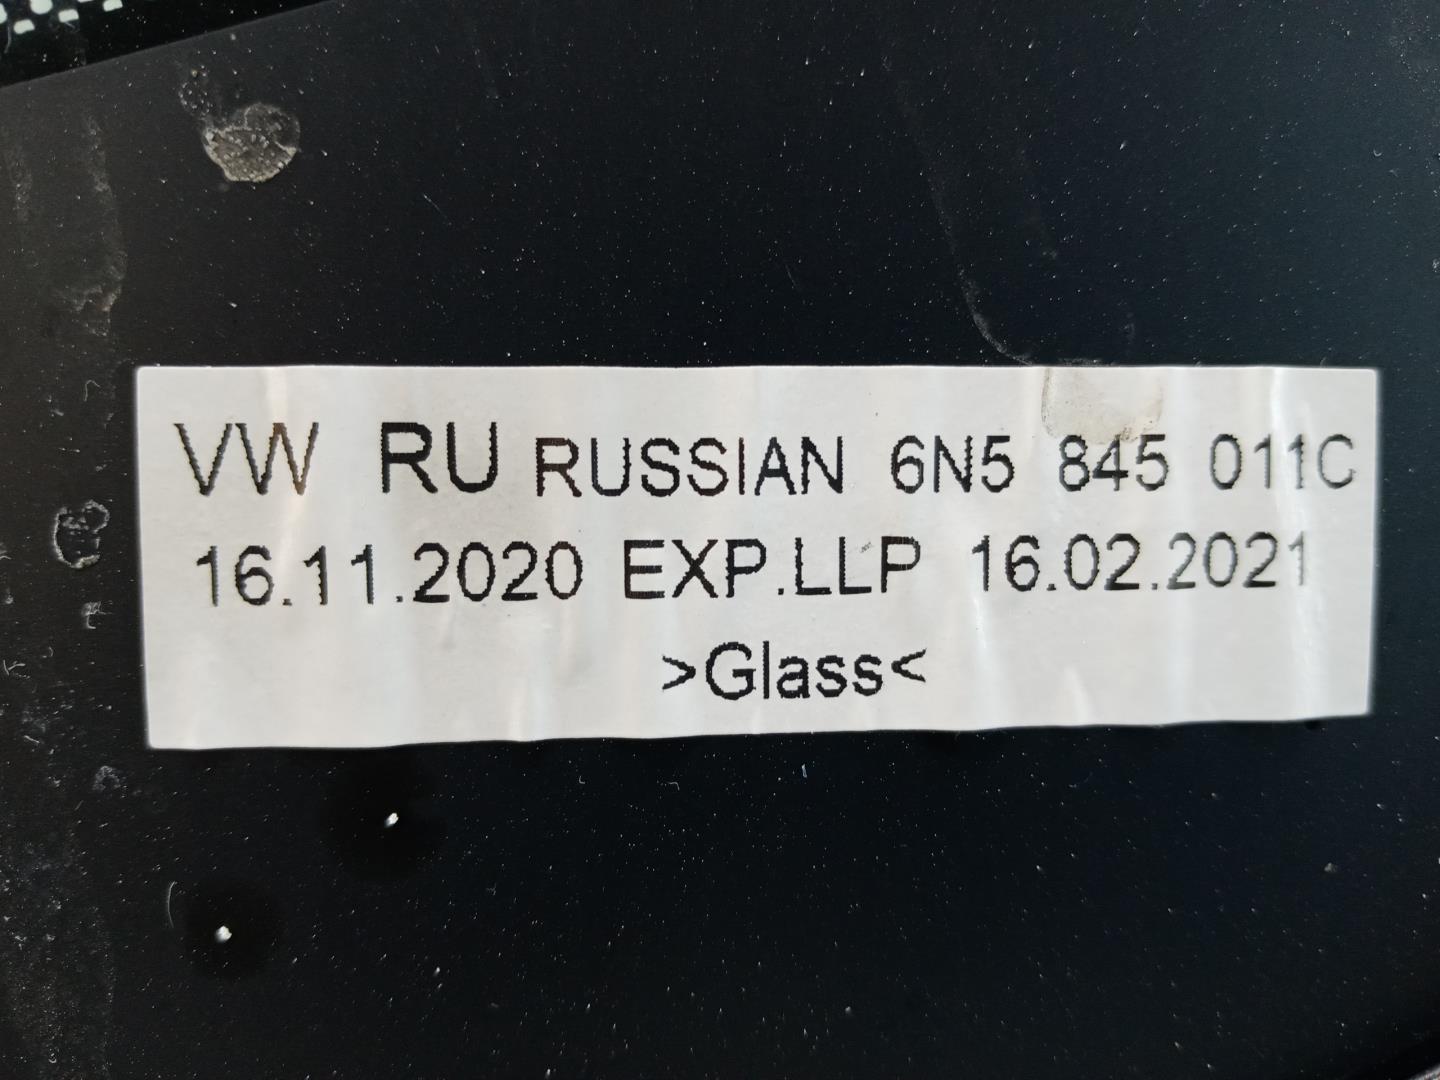 VW RU RUSSIAN 6N5 845 011C
16.11.2020 EXP.LLP 16.02.2021
>Glass<